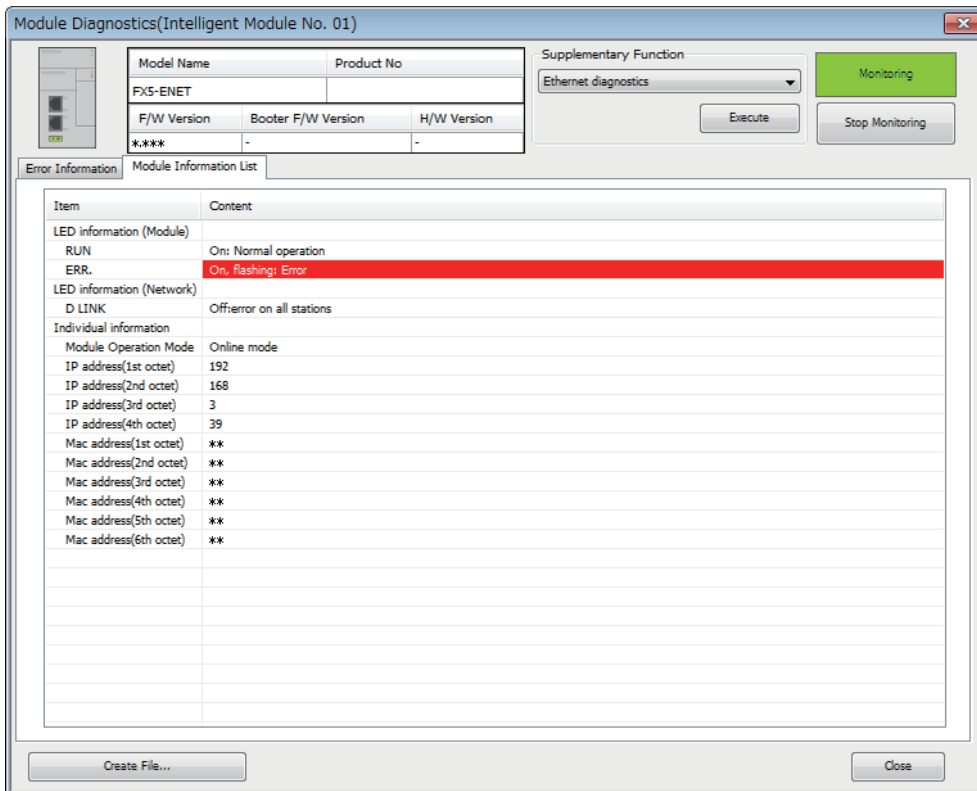 Module Diagnostics(Intelligent Module No. 01)
Model Name Product No
FX5-ENET
F/W Version Booter F/W Version H/W Version
*.*** - -
Supplementary Function
Ethernet diagnostics
Execute
Monitoring
Stop Monitoring
Error Information Module Information List
Item Content
LED information (Module)
RUN On: Normal operation
ERR. On, flashing: Error
LED information (Network)
D LINK Off:error on all stations
Individual information
Module Operation Mode Online mode
IP address(1st octet) 192
IP address(2nd octet) 168
IP address(3rd octet) 3
IP address(4th octet) 39
Mac address(1st octet) **
Mac address(2nd octet) **
Mac address(3rd octet) **
Mac address(4th octet) **
Mac address(5th octet) **
Mac address(6th octet) **
Create File... Close